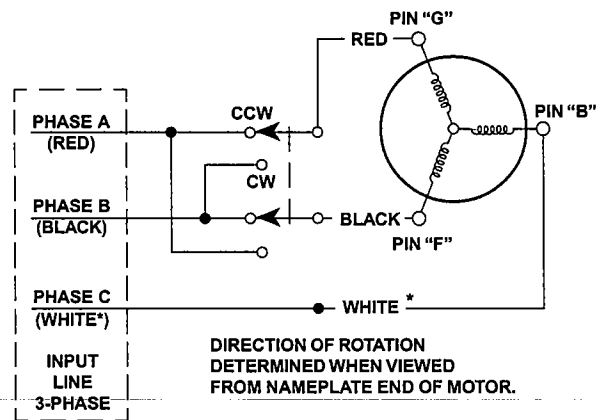 PIN “G”
RED
PIN “B”
PHASE A
(RED)
CCW
CW
PHASE B
(BLACK)
BLACK
PIN “F”
PHASE C
(WHITE*)
WHITE *
INPUT
LINE
3-PHASE
DIRECTION OF ROTATION
DETERMINED WHEN VIEWED
FROM NAMEPLATE END OF MOTOR.